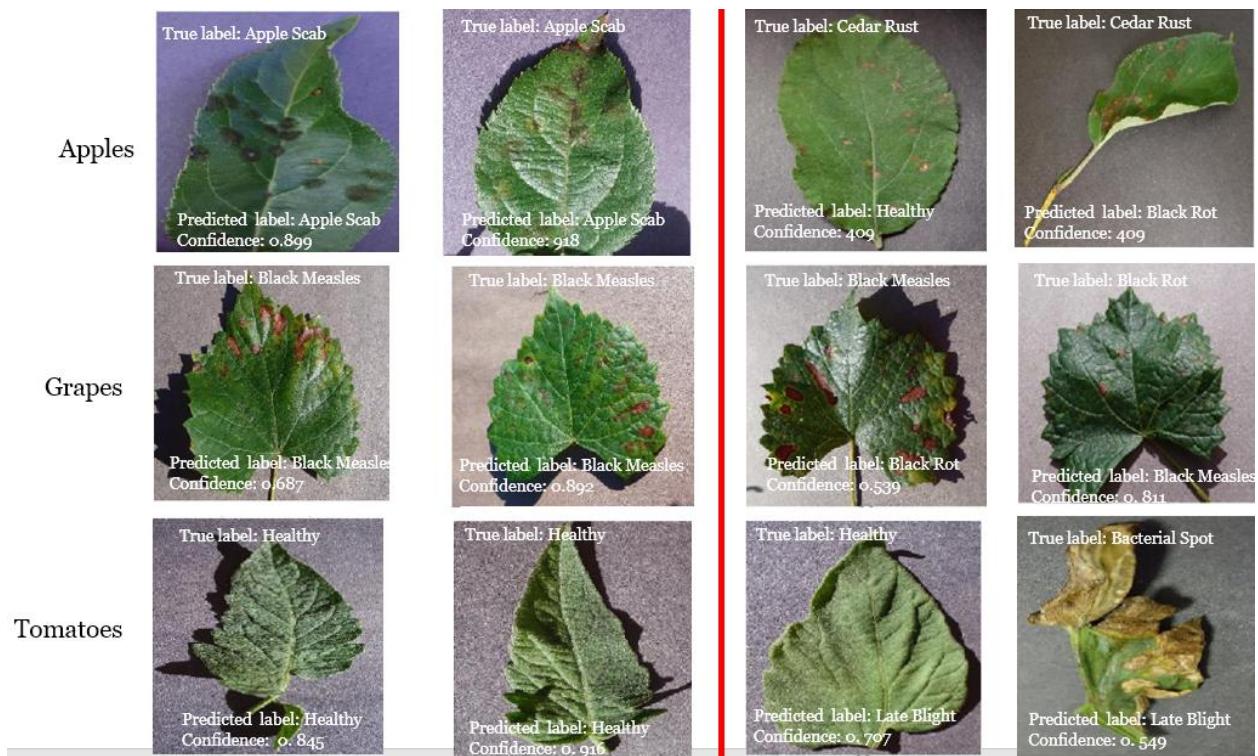 True label: Apple Scab
True label: Apple Scab
True label: Cedar Rust
True label: Cedar Rust
Apples
Predicted label: Apple Scab
Confidence: 0.899
Predicted label: Apple Scab
Confidence: 918
Predicted label: Healthy
Confidence: 409
Predicted label: Black Rot
Confidence: 409
True label: Black Measles
True label: Black Measles
True label: Black Measles
True label: Black Rot
Grapes
Predicted label: Black Measles
Confidence: 0.687
Predicted label: Black Measles
Confidence: 0.892
Predicted label: Black Rot
Confidence: 0.539
Predicted label: Black Measles
Confidence: 0. 811
True label: Healthy
True label: Healthy
True label: Healthy
True label: Bacterial Spot
Tomatoes
Predicted label: Healthy
Confidence: 0. 845
Predicted label: Healthy
Confidence: 0. 916
Predicted label: Late Blight
Confidence: 0. 707
Predicted label: Late Blight
Confidence: 0. 549